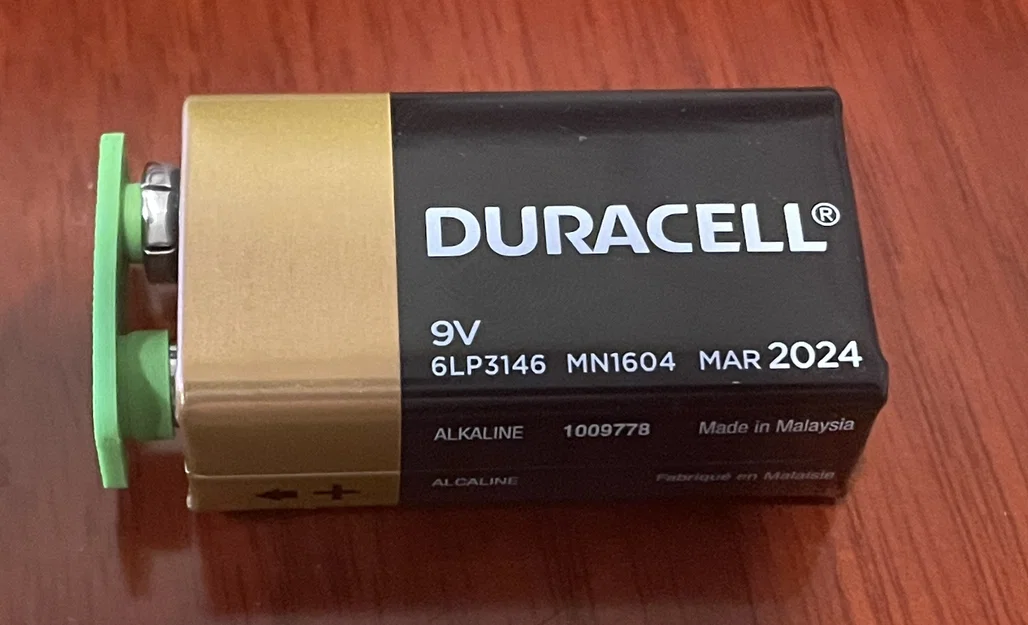 DURACELL®
9V
6LP3146 MN1604 MAR 2024
ALKALINE 1009778 Made in Malaysia
ALCALINE Fabriqué en Malaisie
+